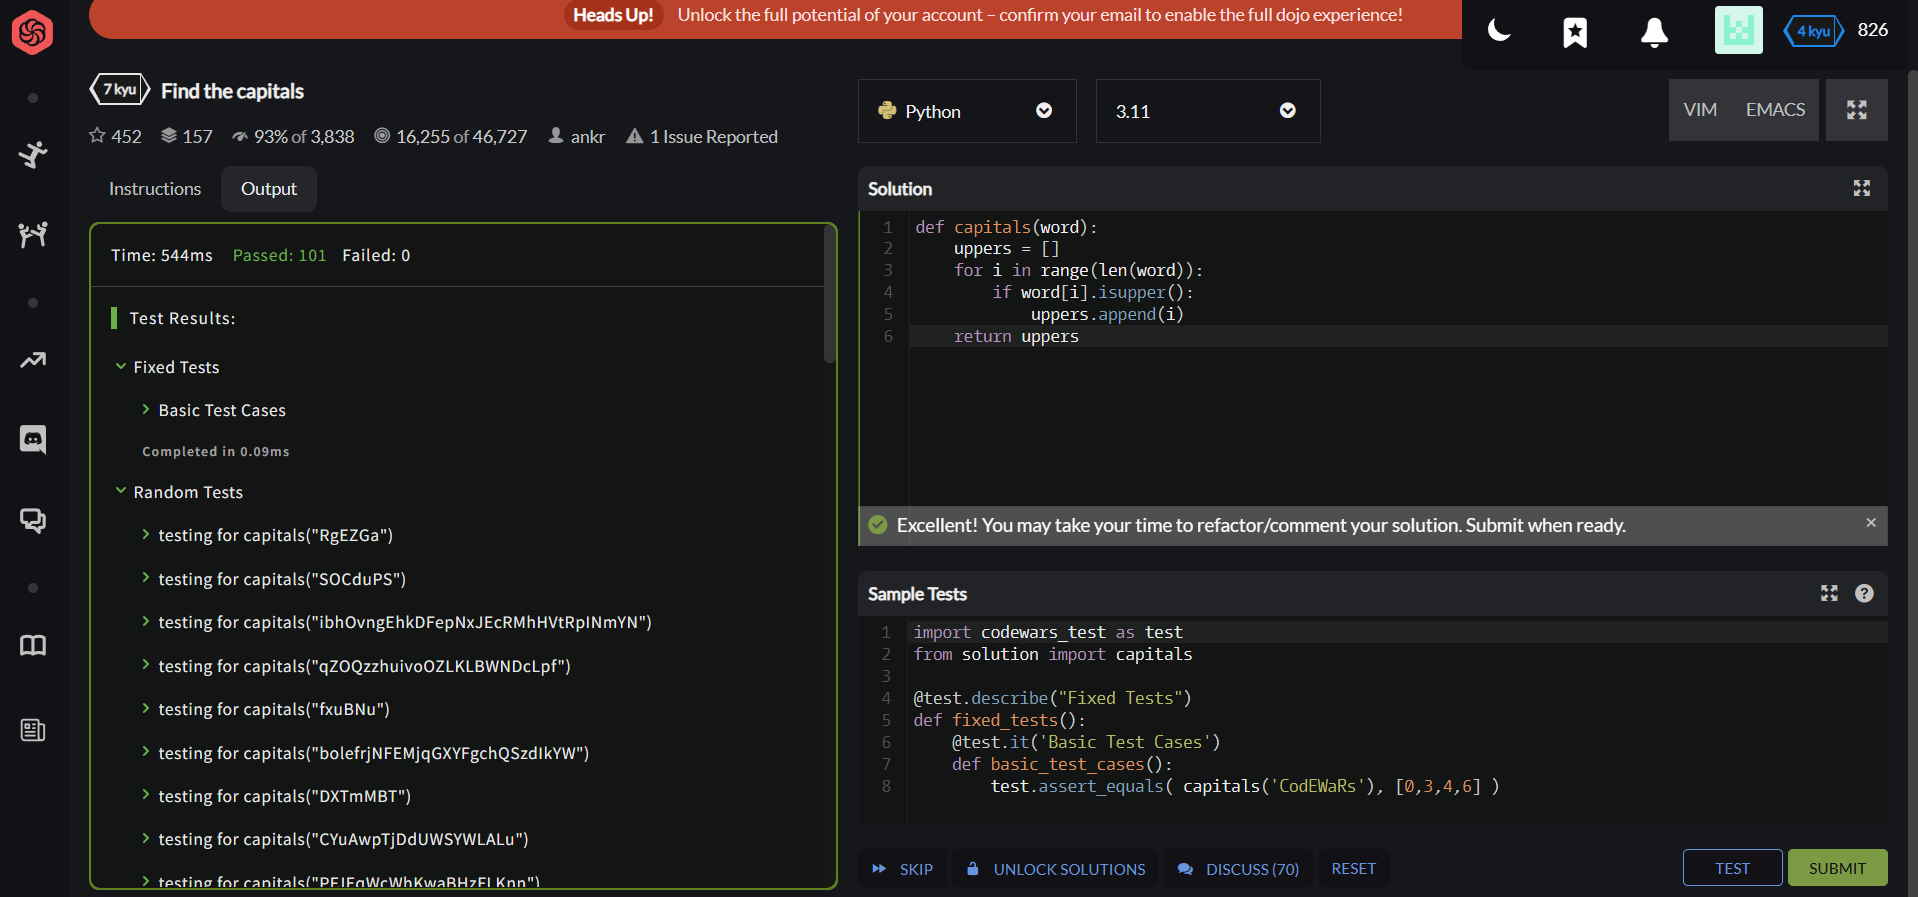 Heads Up! Unlock the full potential of your account – confirm your email to enable the full dojo experience!
4 kyu 826
7 kyu Find the capitals
452 157 93% of 3,838 16,255 of 46,727 ankr 1 Issue Reported
Instructions Output
Time: 544ms Passed: 101 Failed: 0
Test Results:
Fixed Tests
Basic Test Cases
Completed in 0.09ms
Random Tests
testing for capitals("RgEZGa")
testing for capitals("SOCduPS")
testing for capitals("ibhOvngEhkDFepNxJEcRMhHVtRpINmYN")
testing for capitals("qZOQzzhuivoOZLKLBWNDcLpf")
testing for capitals("fxuBNu")
testing for capitals("bolefrjNFEMjqGXYFgchQSzdIkYW")
testing for capitals("DXTmMBT")
testing for capitals("CYuAwpTjDdUWSYWLALu")
Python 3.11 VIM EMACS
Solution
1 def capitals(word):
2 uppers = []
3 for i in range(len(word)):
4 if word[i].isupper():
5 uppers.append(i)
6 return uppers
Excellent! You may take your time to refactor/comment your solution. Submit when ready.
Sample Tests
1 import codewars_test as test
2 from solution import capitals
3
4 @test.describe("Fixed Tests")
5 def fixed_tests():
6 @test.it('Basic Test Cases')
7 def basic_test_cases():
8 test.assert_equals( capitals('CodEWaRs'), [0,3,4,6] )
SKIP UNLOCK SOLUTIONS DISCUSS (70) RESET TEST SUBMIT